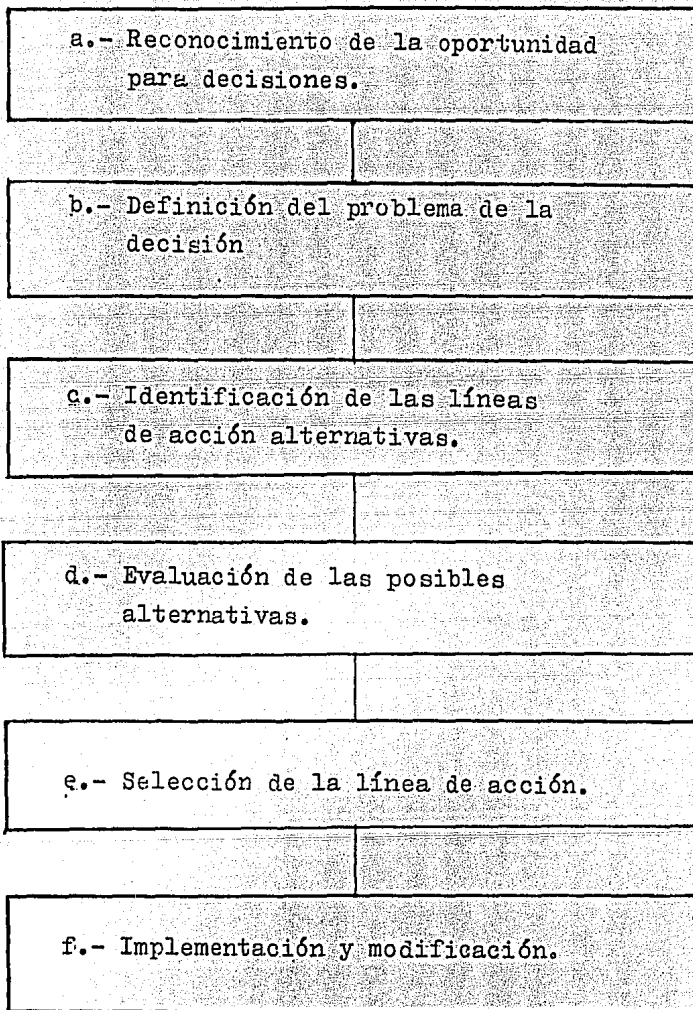 a.- Reconocimiento de la oportunidad
para decisiones.
b.- Definición del problema de la
decisión
c.- Identificación de las líneas
de acción alternativas.
d.- Evaluación de las posibles
alternativas.
e.- Selección de la línea de acción.
f.- Implementación y modificación.